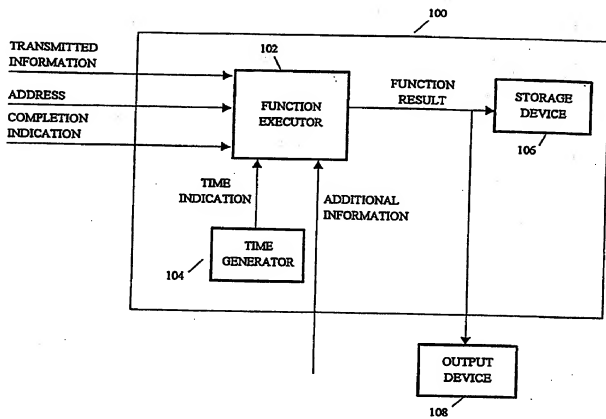 100
TRANSMITTED
INFORMATION
102
ADDRESS
FUNCTION
EXECUTOR
FUNCTION
RESULT
STORAGE
DEVICE
COMPLETION
INDICATION
106
TIME
INDICATION
ADDITIONAL
INFORMATION
TIME
GENERATOR
104
OUTPUT
DEVICE
108